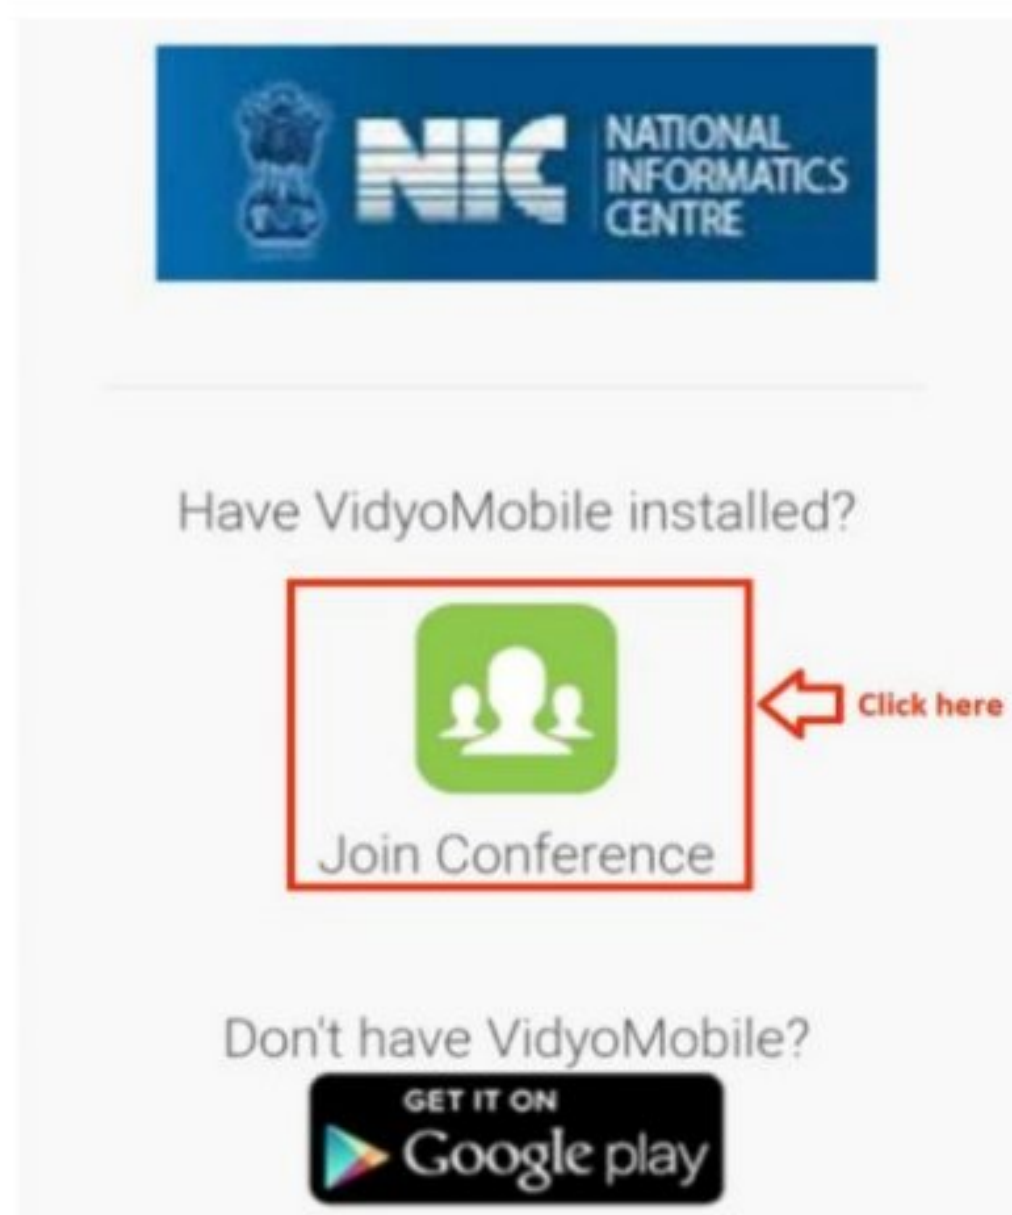 NIC
NATIONAL
INFORMATICS
CENTRE
Have VidyoMobile installed?
Click here
Join Conference
Don't have VidyoMobile?
GET IT ON
Google play